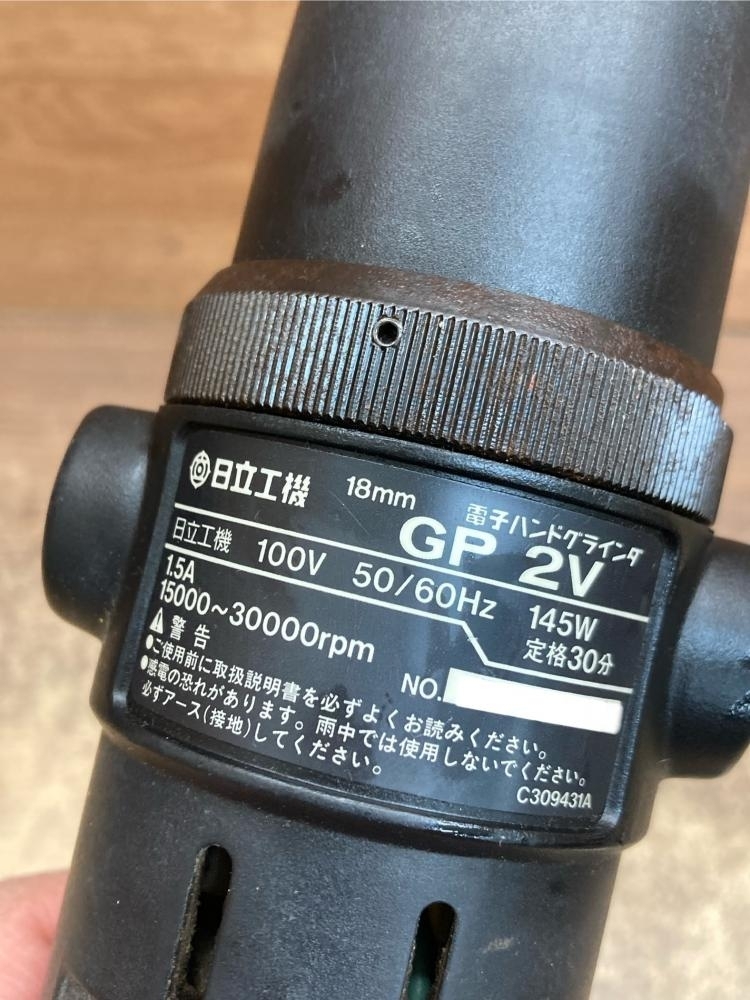 日立工機 18mm 電子ハンドグラインダ
GP 2V
日立工機 100V 50/60Hz 145W
1.5A 定格30分
15000～30000rpm
警告 NO.
●ご使用前に取扱説明書を必ずよくお読みください。
●感電の恐れがあります。雨中では使用しないでください。
必ずアース(接地)してください。
C309431A